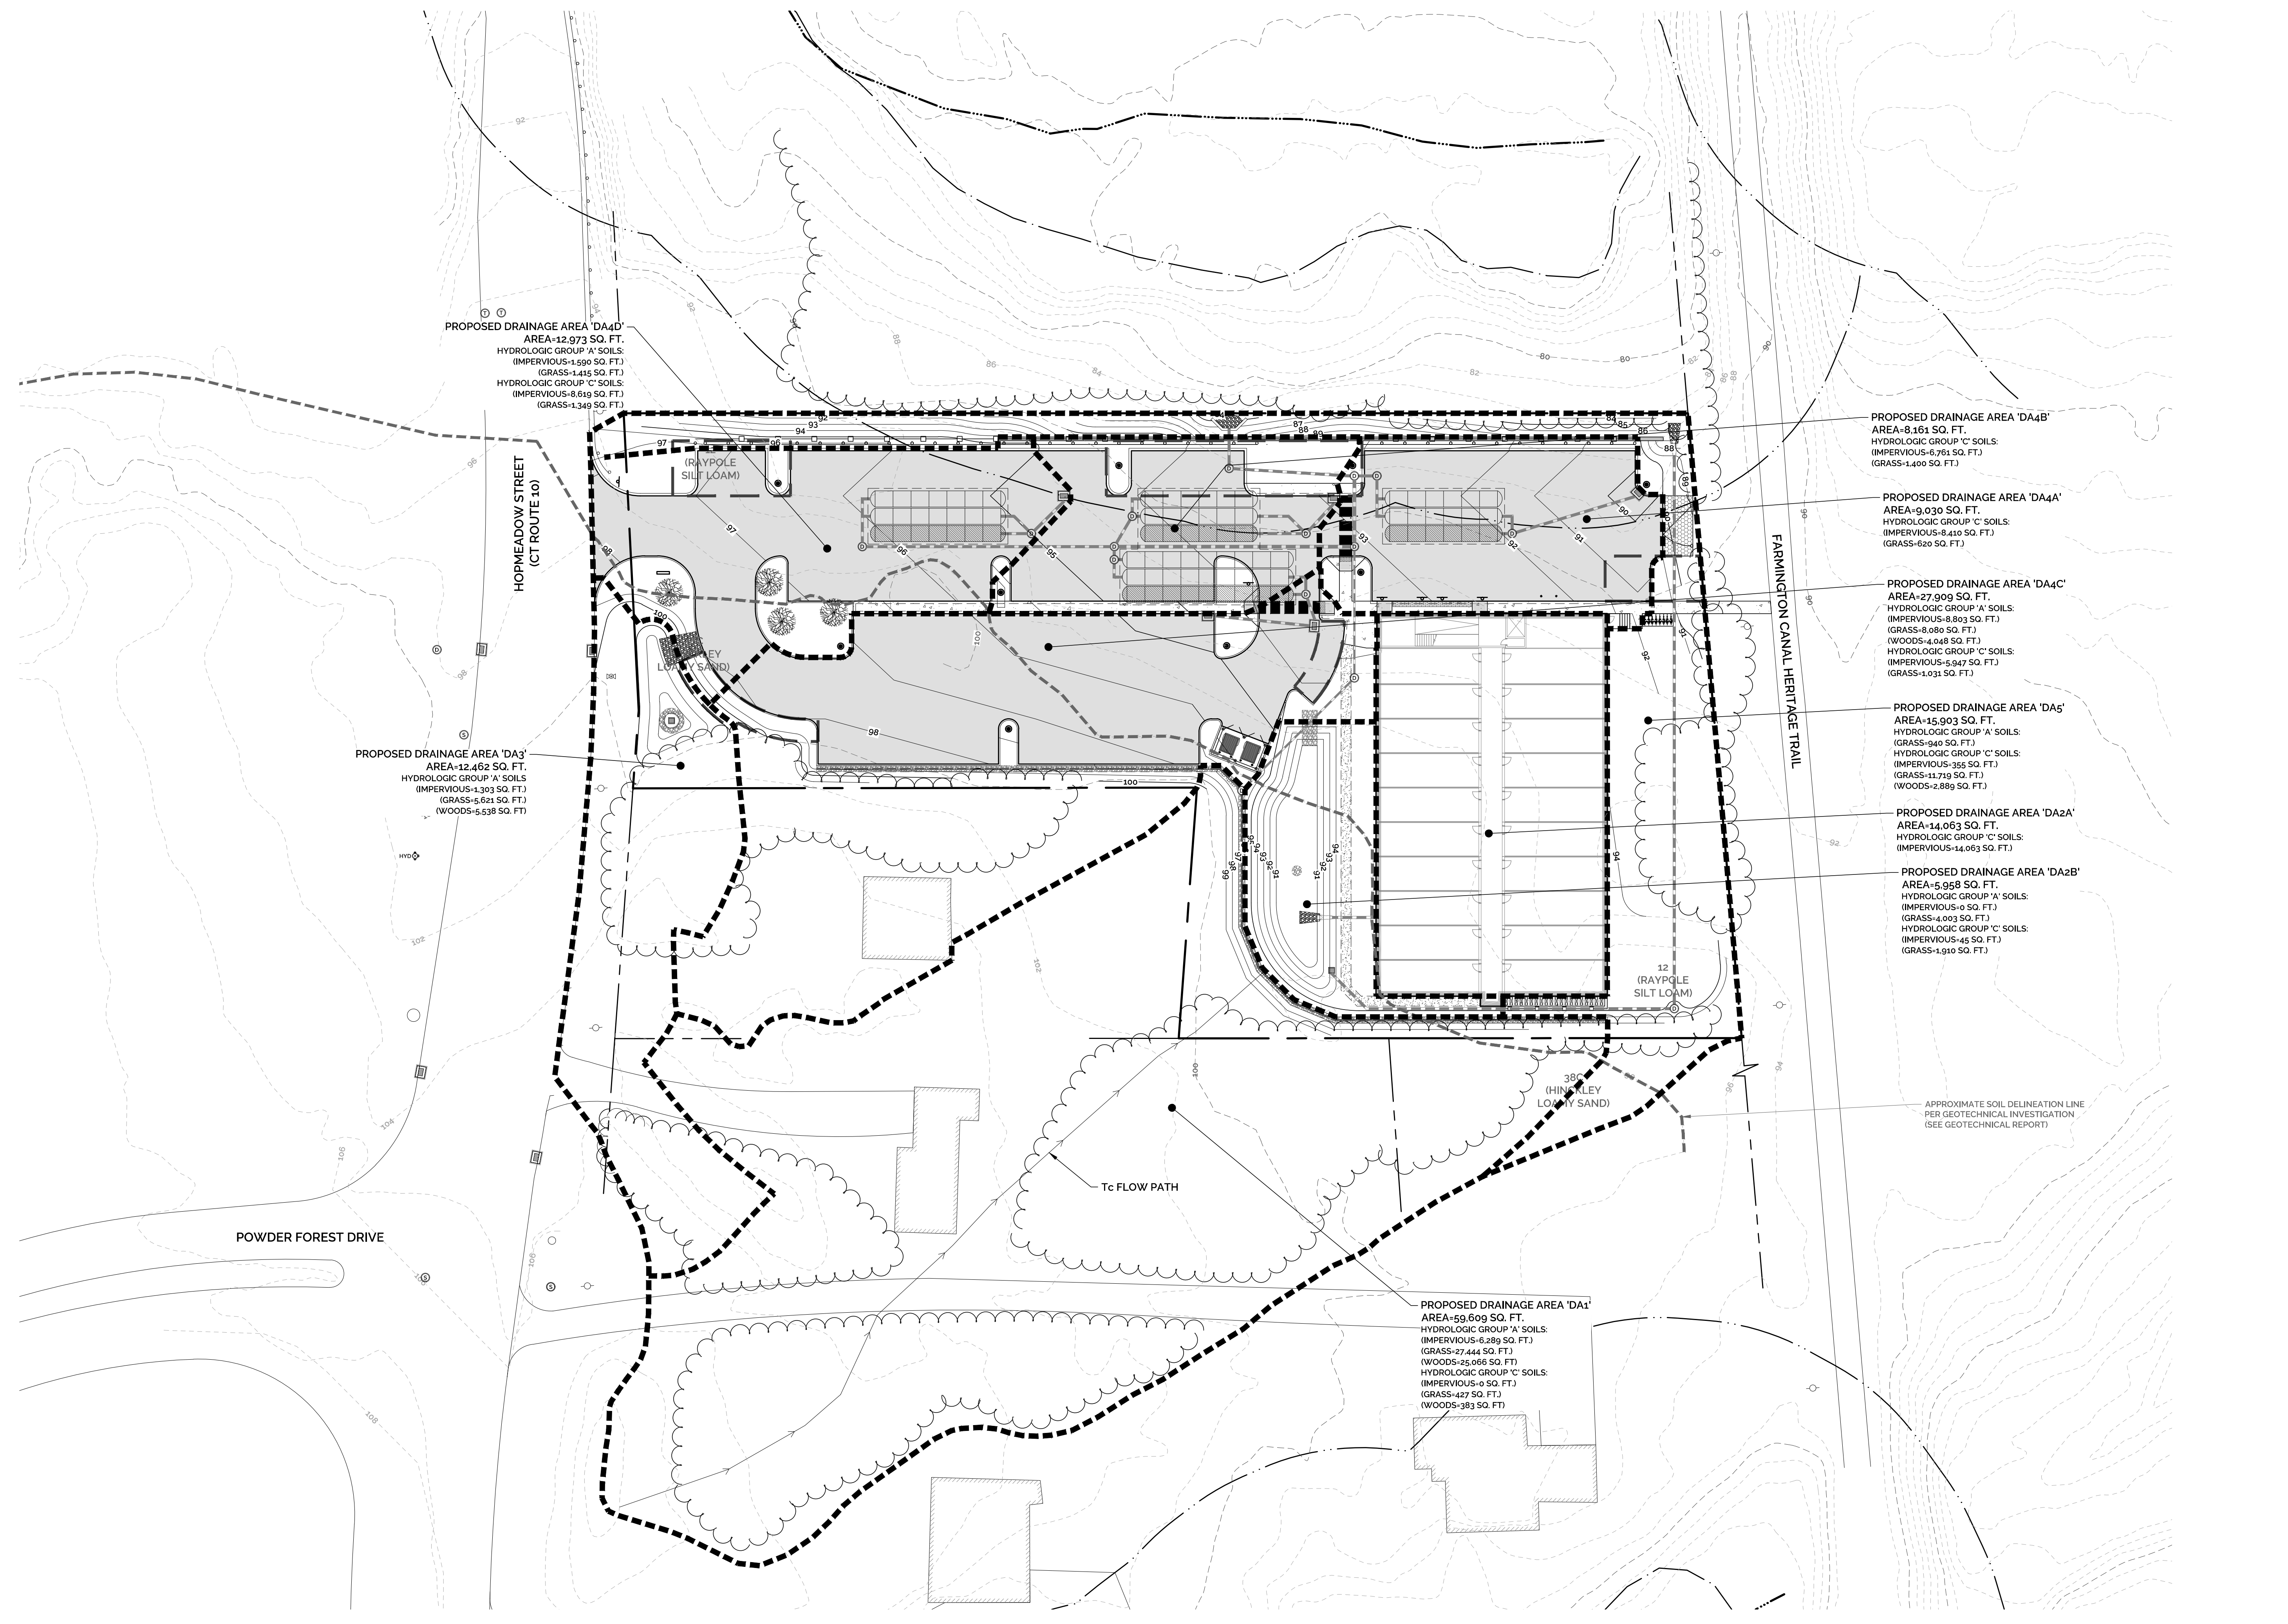 PROPOSED DRAINAGE AREA 'DA4D'
AREA=12,973 SQ. FT.
HYDROLOGIC GROUP 'A' SOILS:
(IMPERVIOUS=1,590 SQ. FT.)
(GRASS=1,415 SQ. FT.)
HYDROLOGIC GROUP 'C' SOILS:
(IMPERVIOUS=8,619 SQ. FT.)
(GRASS=1,349 SQ. FT.)
PROPOSED DRAINAGE AREA 'DA4B'
AREA=8,161 SQ. FT.
HYDROLOGIC GROUP 'C' SOILS:
(IMPERVIOUS=6,761 SQ. FT.)
(GRASS=1,400 SQ. FT.)
PROPOSED DRAINAGE AREA 'DA4A'
AREA=9,030 SQ. FT.
HYDROLOGIC GROUP 'C' SOILS:
(IMPERVIOUS=8,410 SQ. FT.)
(GRASS=620 SQ. FT.)
PROPOSED DRAINAGE AREA 'DA4C'
AREA=27,909 SQ. FT.
HYDROLOGIC GROUP 'A' SOILS:
(IMPERVIOUS=8,803 SQ. FT.)
(GRASS=8,080 SQ. FT.)
(WOODS=4,048 SQ. FT.)
HYDROLOGIC GROUP 'C' SOILS:
(IMPERVIOUS=5,947 SQ. FT.)
(GRASS=1,031 SQ. FT.)
PROPOSED DRAINAGE AREA 'DA5'
AREA=15,903 SQ. FT.
HYDROLOGIC GROUP 'A' SOILS:
(GRASS=940 SQ. FT.)
HYDROLOGIC GROUP 'C' SOILS:
(IMPERVIOUS=355 SQ. FT.)
(GRASS=11,719 SQ. FT.)
(WOODS=2,889 SQ. FT.)
PROPOSED DRAINAGE AREA 'DA2A'
AREA=14,063 SQ. FT.
HYDROLOGIC GROUP 'C' SOILS:
(IMPERVIOUS=14,063 SQ. FT.)
PROPOSED DRAINAGE AREA 'DA2B'
AREA=5,958 SQ. FT.
HYDROLOGIC GROUP 'A' SOILS:
(IMPERVIOUS=0 SQ. FT.)
(GRASS=4,003 SQ. FT.)
HYDROLOGIC GROUP 'C' SOILS:
(IMPERVIOUS=45 SQ. FT.)
(GRASS=1,910 SQ. FT.)
HOPMEADOW STREET
(CT ROUTE 10)
(RAYPOLE
SILT LOAM)
FARMINGTON CANAL HERITAGE TRAIL
PROPOSED DRAINAGE AREA 'DA3'
AREA=12,462 SQ. FT.
HYDROLOGIC GROUP 'A' SOILS
(IMPERVIOUS=1,303 SQ. FT.)
(GRASS=5,621 SQ. FT.)
(WOODS=5,538 SQ. FT)
HYD
12
(RAYPOLE
SILT LOAM)
(HINCKLEY
LOAMY SAND)
APPROXIMATE SOIL DELINEATION LINE
PER GEOTECHNICAL INVESTIGATION
(SEE GEOTECHNICAL REPORT)
Tc FLOW PATH
POWDER FOREST DRIVE
PROPOSED DRAINAGE AREA 'DA1'
AREA=59,609 SQ. FT.
HYDROLOGIC GROUP 'A' SOILS:
(IMPERVIOUS=6,289 SQ. FT.)
(GRASS=27,444 SQ. FT.)
(WOODS=25,066 SQ. FT)
HYDROLOGIC GROUP 'C' SOILS:
(IMPERVIOUS=0 SQ. FT.)
(GRASS=427 SQ. FT.)
(WOODS=383 SQ. FT)